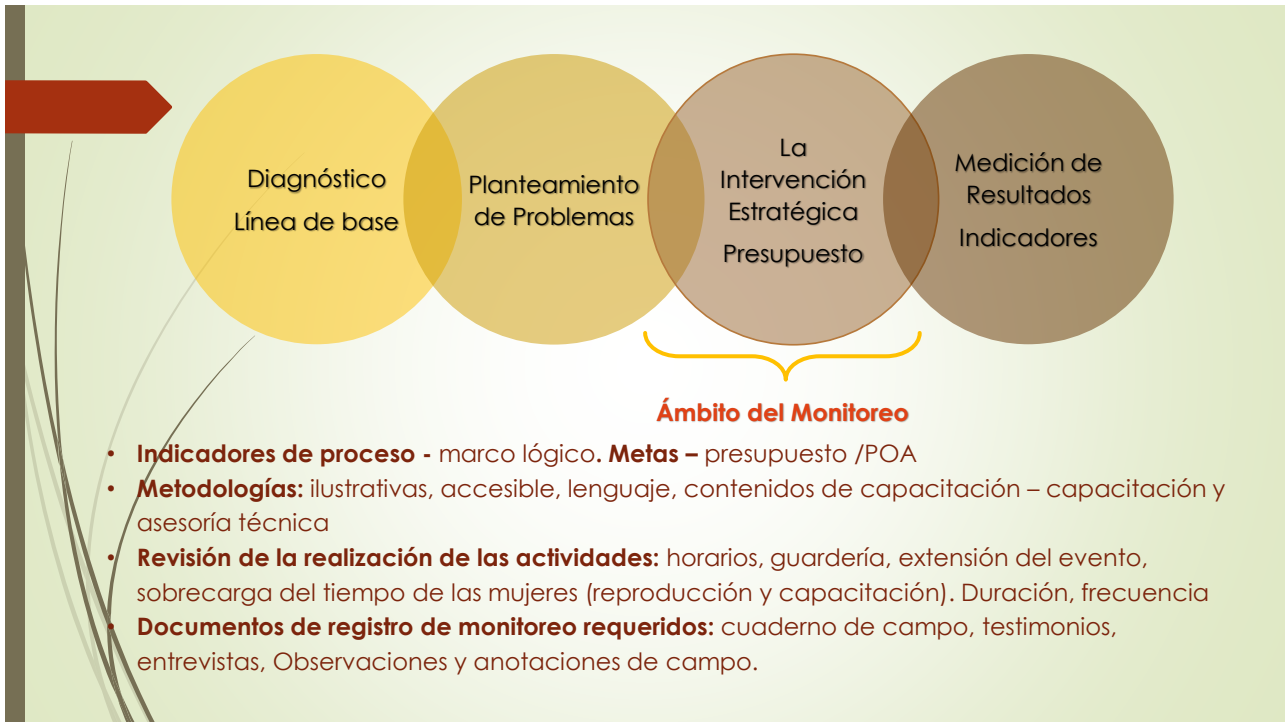 Diagnóstico
Línea de base
Planteamiento
de Problemas
La
Intervención
Estratégica
Presupuesto
Medición de
Resultados
Indicadores
Ámbito del Monitoreo
• Indicadores de proceso - marco lógico. Metas – presupuesto /POA
• Metodologías: ilustrativas, accesible, lenguaje, contenidos de capacitación – capacitación y
asesoría técnica
• Revisión de la realización de las actividades: horarios, guardería, extensión del evento,
sobrecarga del tiempo de las mujeres (reproducción y capacitación). Duración, frecuencia
• Documentos de registro de monitoreo requeridos: cuaderno de campo, testimonios,
entrevistas, Observaciones y anotaciones de campo.